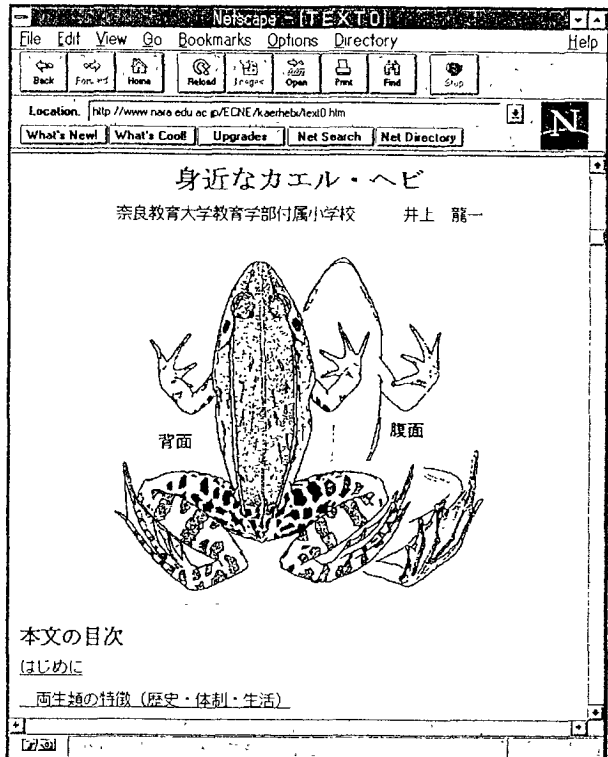 Netscape - [TEXT0]
File Edit View Go Bookmarks Options Directory Help
Back Forward Home Reload Images Open Print Find Stop
Location: http://www.nara-edu.ac.jp/ECNE/kaerhebi/text0.htm
What's New! What's Cool! Upgrades Net Search Net Directory
N
身近なカエル・ヘビ
奈良教育大学教育学部付属小学校 井上 龍一
背面 腹面
本文の目次
はじめに
両生類の特徴（歴史・体制・生活）